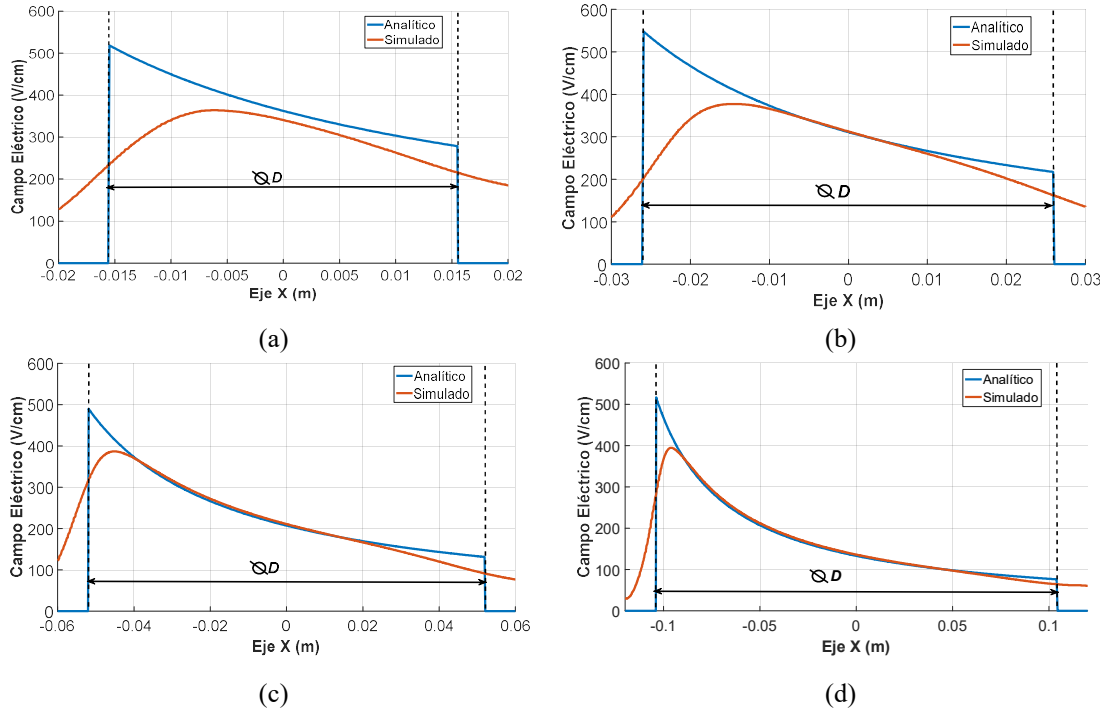 600
500
400
300
200
100
0
Campo Eléctrico (V/cm)
Analítico
Simulado
Ø D
-0.02 -0.015 -0.01 -0.005 0 0.005 0.01 0.015 0.02
Eje X (m)
(a)
600
500
400
300
200
100
0
Campo Eléctrico (V/cm)
Analítico
Simulado
Ø D
-0.03 -0.02 -0.01 0 0.01 0.02 0.03
Eje X (m)
(b)
600
500
400
300
200
100
0
Campo Eléctrico (V/cm)
Analítico
Simulado
Ø D
-0.06 -0.04 -0.02 0 0.02 0.04 0.06
Eje X (m)
(c)
600
500
400
300
200
100
0
Campo Eléctrico (V/cm)
Analítico
Simulado
Ø D
-0.1 -0.05 0 0.05 0.1
Eje X (m)
(d)